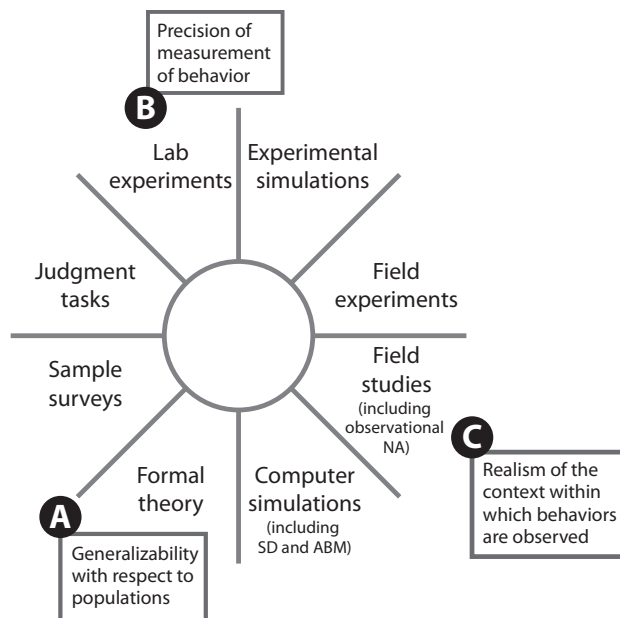 Precision of
measurement
of behavior
B
Lab
experiments
Experimental
simulations
Judgment
tasks
Field
experiments
Sample
surveys
Field
studies
(including
observational
NA)
C
Realism of the
context within
which behaviors
are observed
Formal
theory
Computer
simulations
(including
SD and ABM)
A
Generalizability
with respect to
populations